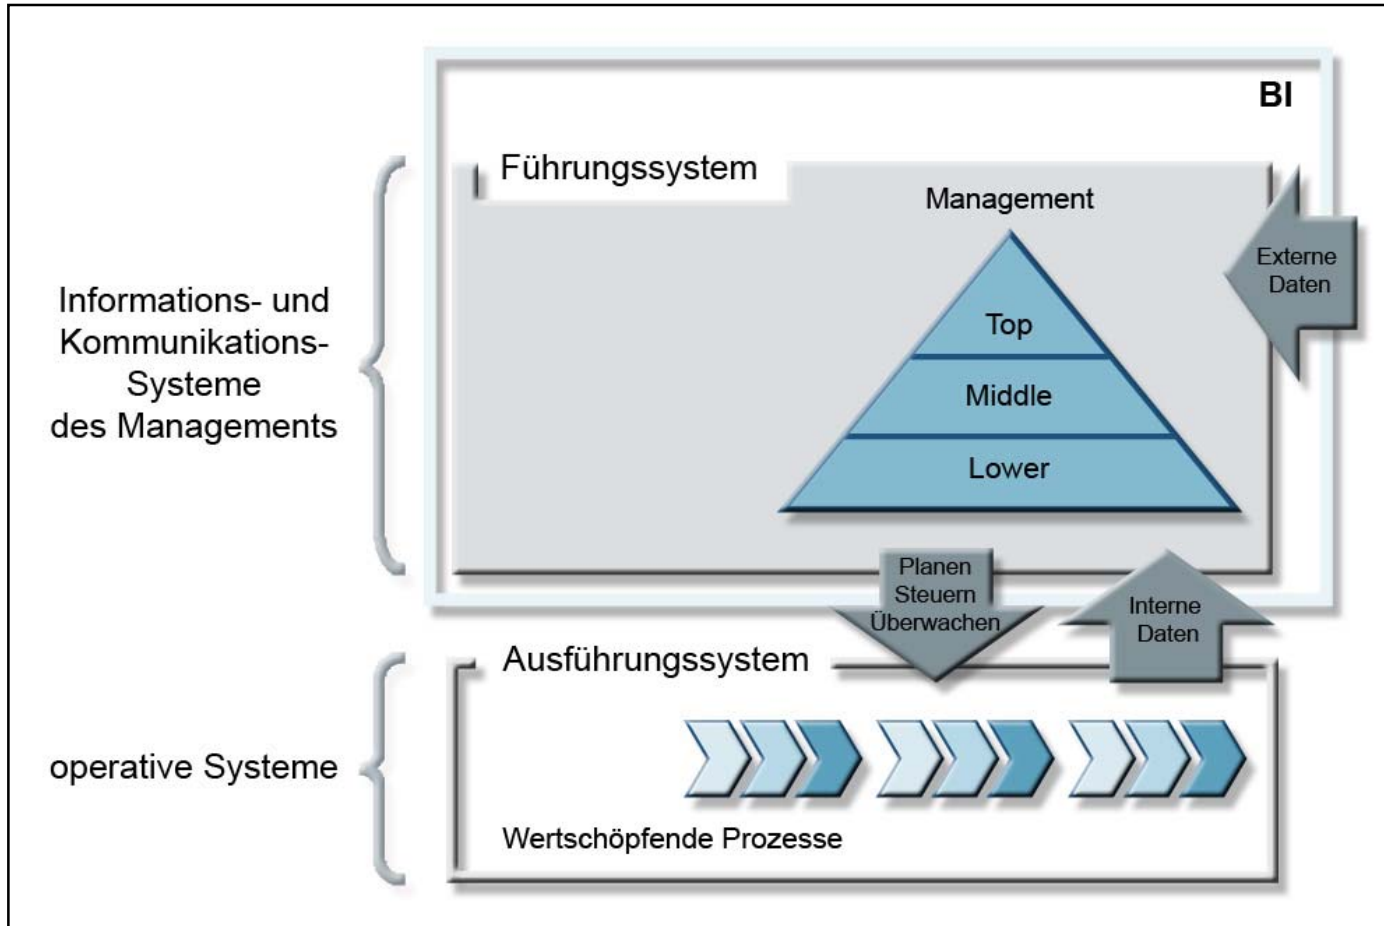 BI
Führungssystem
Management
Externe
Daten
Top
Middle
Lower
Informations- und
Kommunikations-
Systeme
des Managements
Planen
Steuern
Überwachen
Interne
Daten
Ausführungssystem
operative Systeme
Wertschöpfende Prozesse